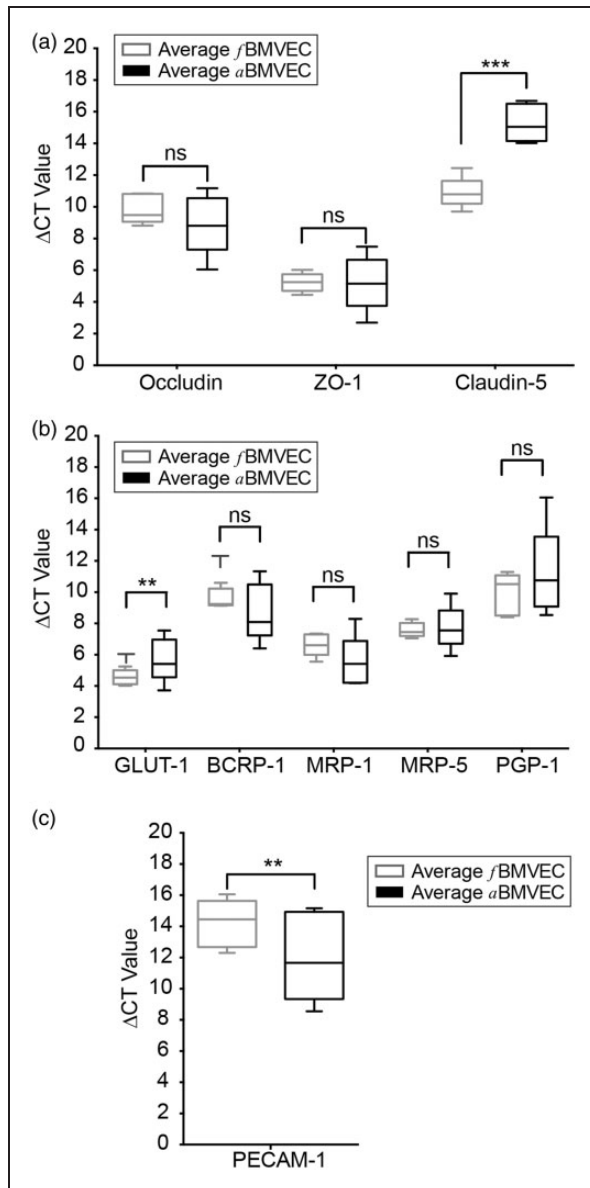 (a)
Average fBMVEC
Average aBMVEC
20
18
16
14
12
10
8
6
4
2
0
ΔCT Value
ns
ns
***
Occludin ZO-1 Claudin-5
(b)
Average fBMVEC
Average aBMVEC
20
18
16
14
12
10
8
6
4
2
0
ΔCT Value
**
ns
ns
ns
ns
GLUT-1 BCRP-1 MRP-1 MRP-5 PGP-1
(c)
Average fBMVEC
Average aBMVEC
20
18
16
14
12
10
8
6
4
2
0
ΔCT Value
**
PECAM-1